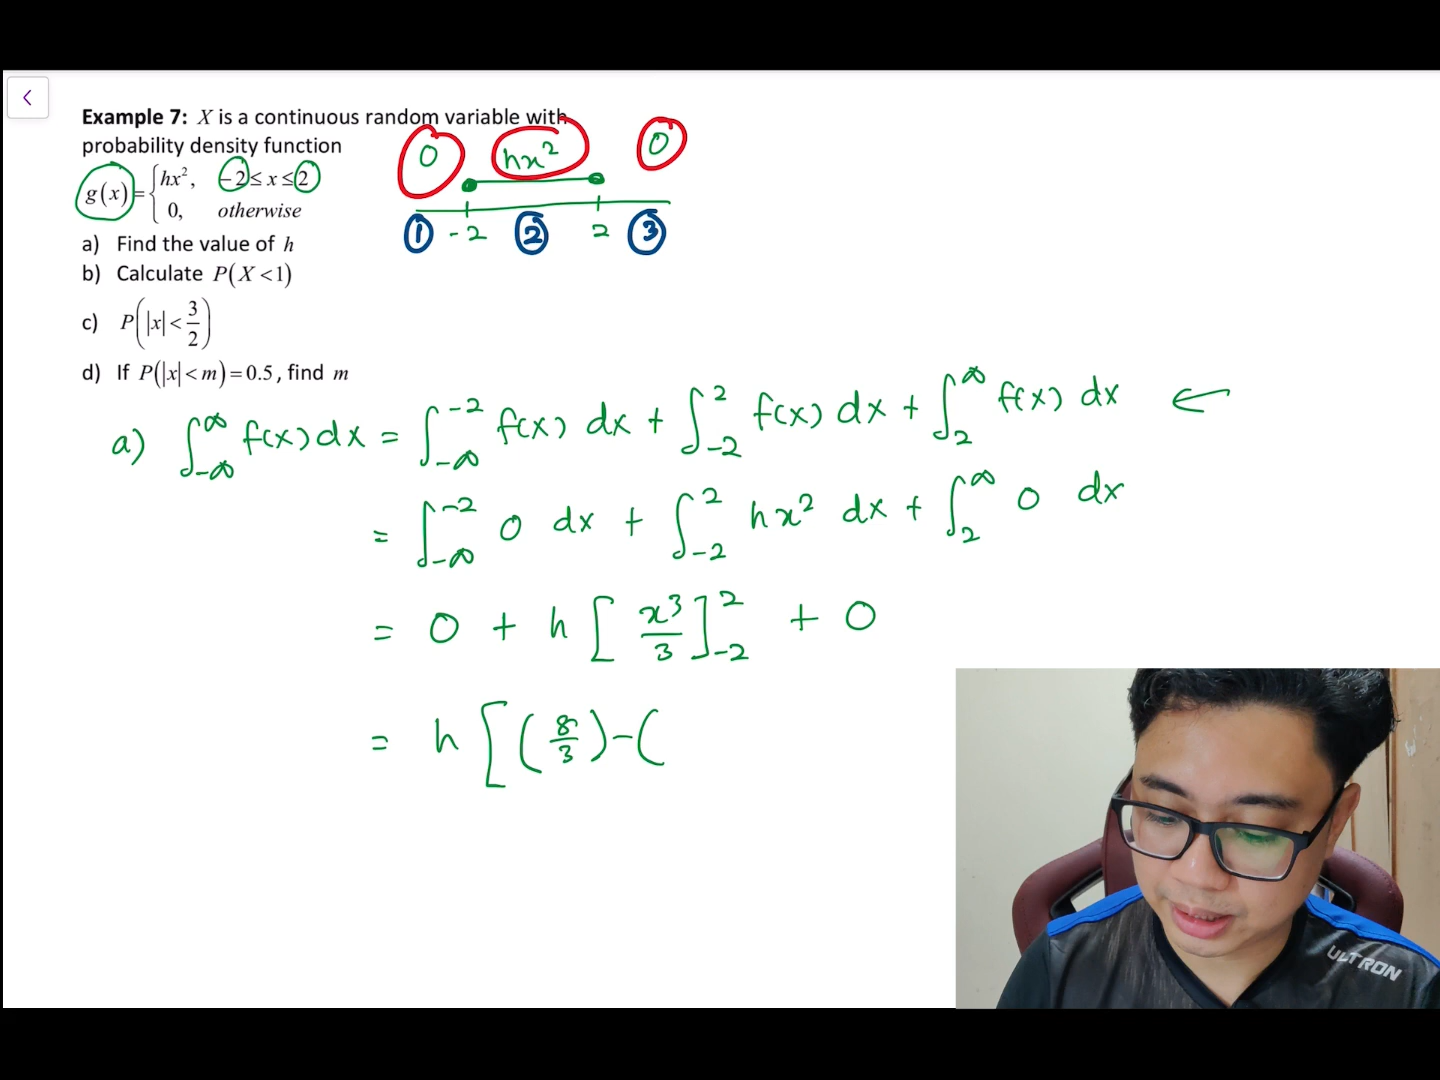 Example 7: X is a continuous random variable with
probability density function
g(x) = { hx², -2 ≤ x ≤ 2
0, otherwise
0 hx² 0
① -2 ② 2 ③
a) Find the value of h
b) Calculate P(X < 1)
c) P(|x| < 3/2)
d) If P(|x| < m) = 0.5, find m
a) ∫_{-∞}^{∞} f(x) dx = ∫_{-∞}^{-2} f(x) dx + ∫_{-2}^{2} f(x) dx + ∫_{2}^{∞} f(x) dx ←
= ∫_{-∞}^{-2} 0 dx + ∫_{-2}^{2} hx² dx + ∫_{2}^{∞} 0 dx
= 0 + h [x³/3]_{-2}^{2} + 0
= h [(8/3) - (
ULTRON